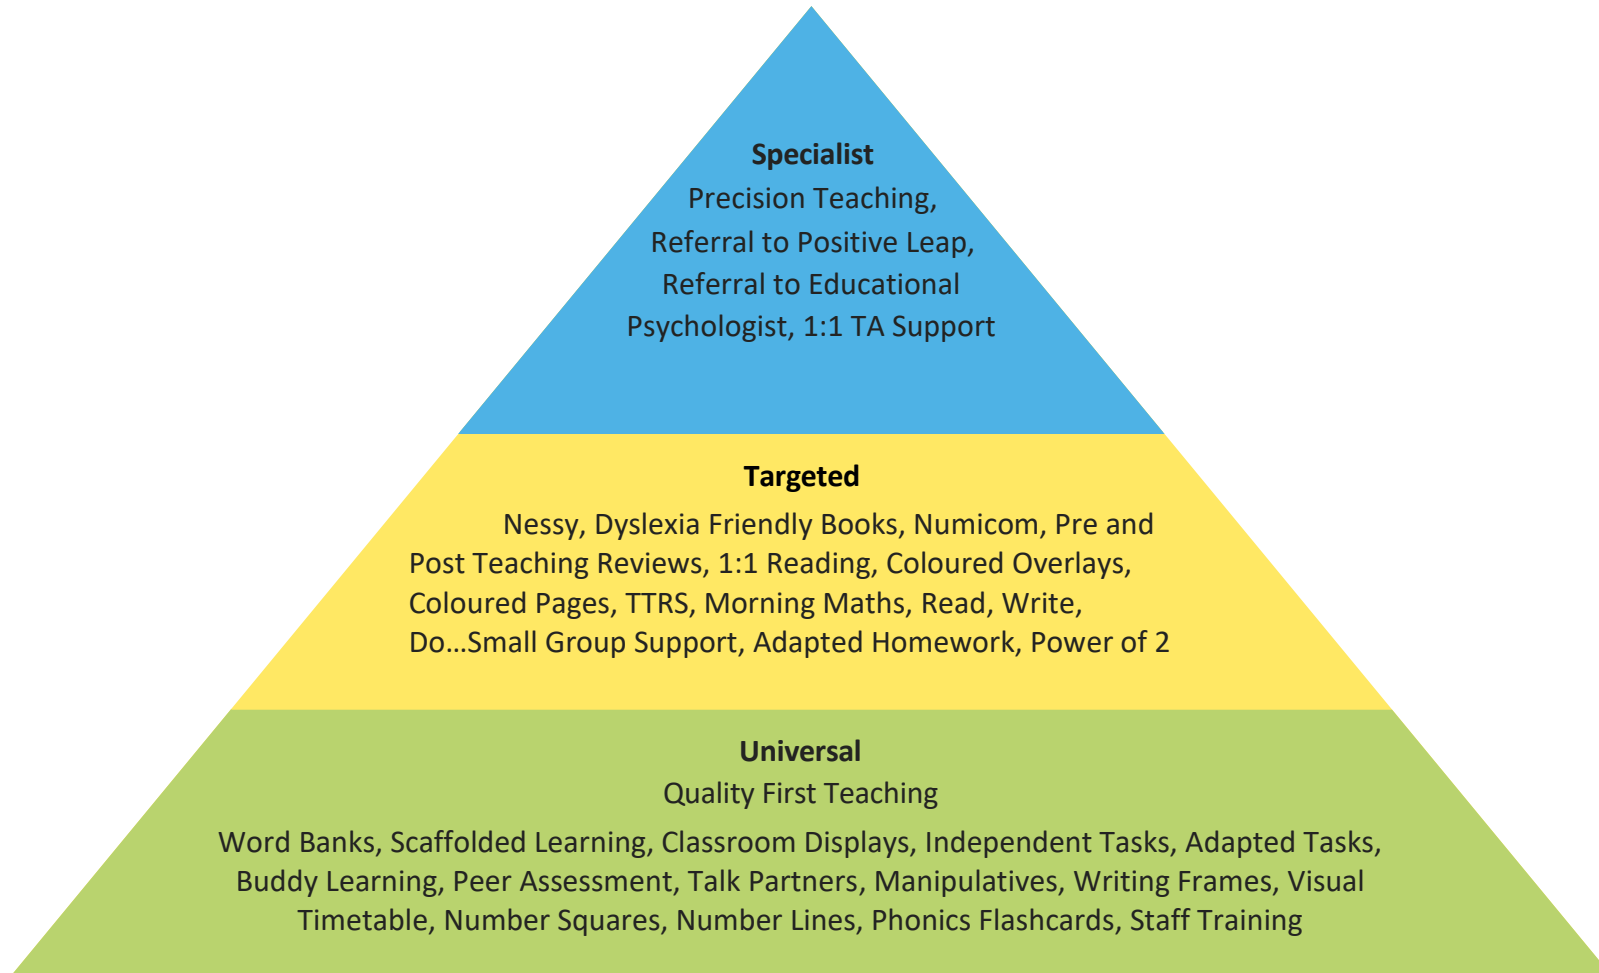 Specialist
Precision Teaching,
Referral to Positive Leap,
Referral to Educational
Psychologist, 1:1 TA Support
Targeted
Nessy, Dyslexia Friendly Books, Numicom, Pre and
Post Teaching Reviews, 1:1 Reading, Coloured Overlays,
Coloured Pages, TTRS, Morning Maths, Read, Write,
Do...Small Group Support, Adapted Homework, Power of 2
Universal
Quality First Teaching
Word Banks, Scaffolded Learning, Classroom Displays, Independent Tasks, Adapted Tasks,
Buddy Learning, Peer Assessment, Talk Partners, Manipulatives, Writing Frames, Visual
Timetable, Number Squares, Number Lines, Phonics Flashcards, Staff Training